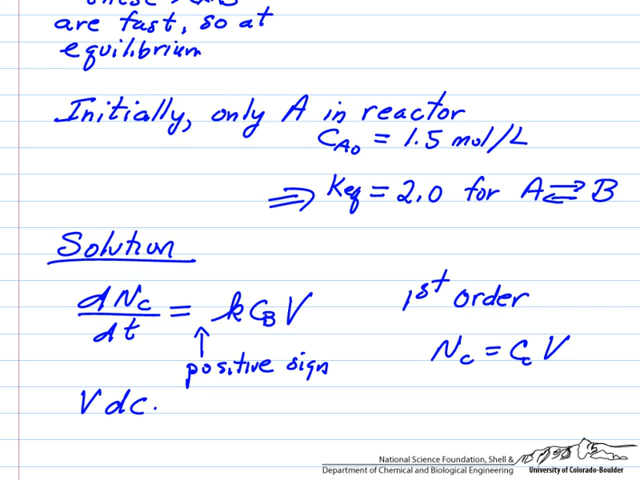 are fast, so at
equilibrium
Initially, only A in reactor
C_A0 = 1.5 mol/L
⇒ Keq = 2.0 for A ⇌ B
Solution
dNc/dt = kC_B V
1st order
↑
positive sign
Nc = Cc V
V dc.
National Science Foundation, Shell &
Department of Chemical and Biological Engineering
University of Colorado-Boulder